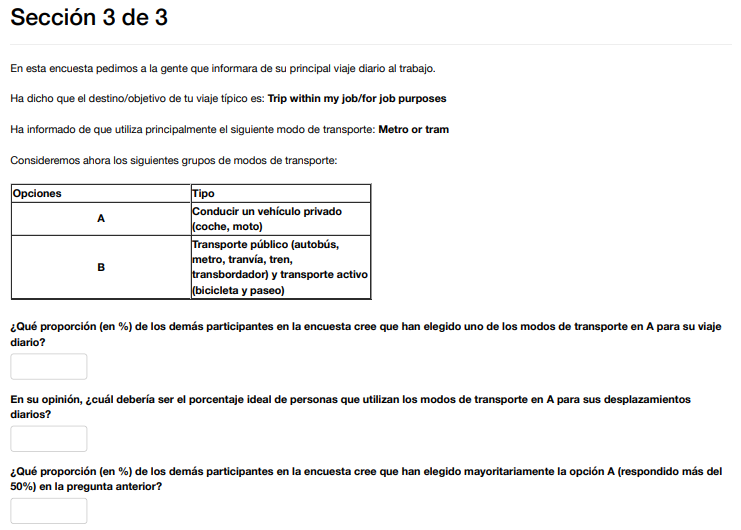 Sección 3 de 3
En esta encuesta pedimos a la gente que informara de su principal viaje diario al trabajo.
Ha dicho que el destino/objetivo de tu viaje típico es: Trip within my job/for job purposes
Ha informado de que utiliza principalmente el siguiente modo de transporte: Metro or tram
Consideremos ahora los siguientes grupos de modos de transporte:
Opciones Tipo
A Conducir un vehículo privado
(coche, moto)
Transporte público (autobús,
metro, tranvía, tren,
B transbordador) y transporte activo
(bicicleta y paseo)
¿Qué proporción (en %) de los demás participantes en la encuesta cree que han elegido uno de los modos de transporte en A para su viaje
diario?
En su opinión, ¿cuál debería ser el porcentaje ideal de personas que utilizan los modos de transporte en A para sus desplazamientos
diarios?
¿Qué proporción (en %) de los demás participantes en la encuesta cree que han elegido mayoritariamente la opción A (respondido más del
50%) en la pregunta anterior?